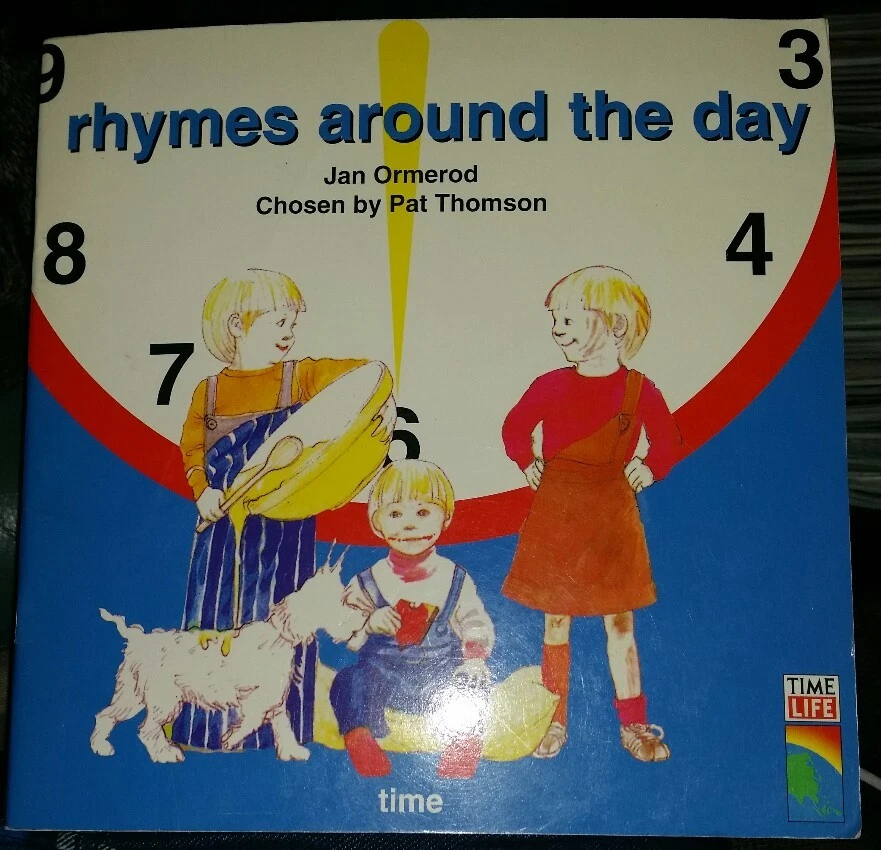 9 3
rhymes around the day
Jan Ormerod
Chosen by Pat Thomson
8 4
7
6
TIME
LIFE
time